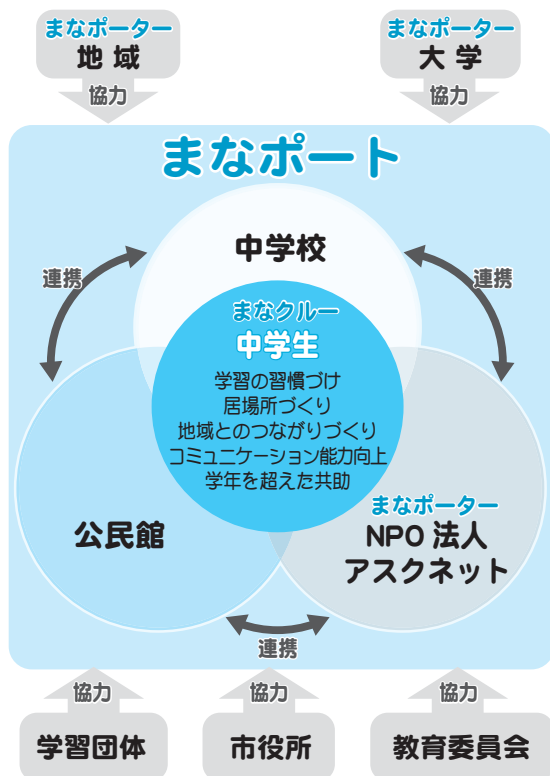 まなポーター
地域
協力
まなポーター
大学
協力
まなポート
中学校
連携
連携
まなクルー
中学生
学習の習慣づけ
居場所づくり
地域とのつながりづくり
コミュニケーション能力向上
学年を超えた共助
公民館
まなポーター
NPO 法人
アスクネット
連携
協力
学習団体
協力
市役所
協力
教育委員会